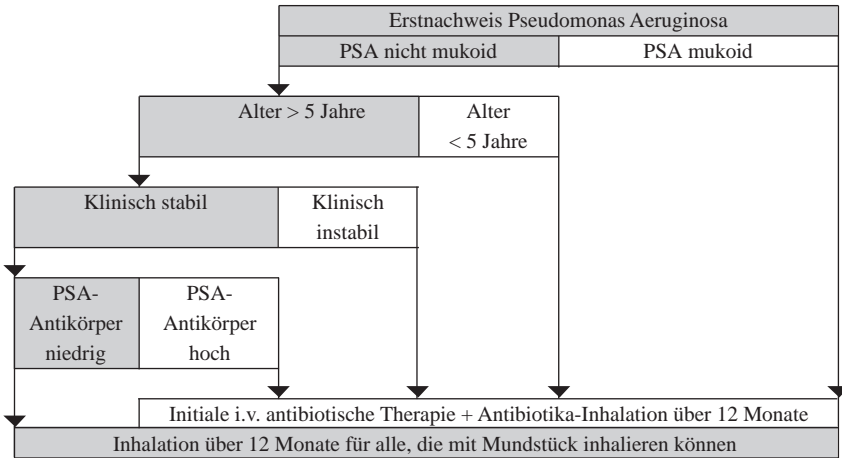 Erstnachweis Pseudomonas Aeruginosa
PSA nicht mukoid
PSA mukoid
Alter > 5 Jahre
Alter
< 5 Jahre
Klinisch stabil
Klinisch
instabil
PSA-
Antikörper
niedrig
PSA-
Antikörper
hoch
Initiale i.v. antibiotische Therapie + Antibiotika-Inhalation über 12 Monate
Inhalation über 12 Monate für alle, die mit Mundstück inhalieren können